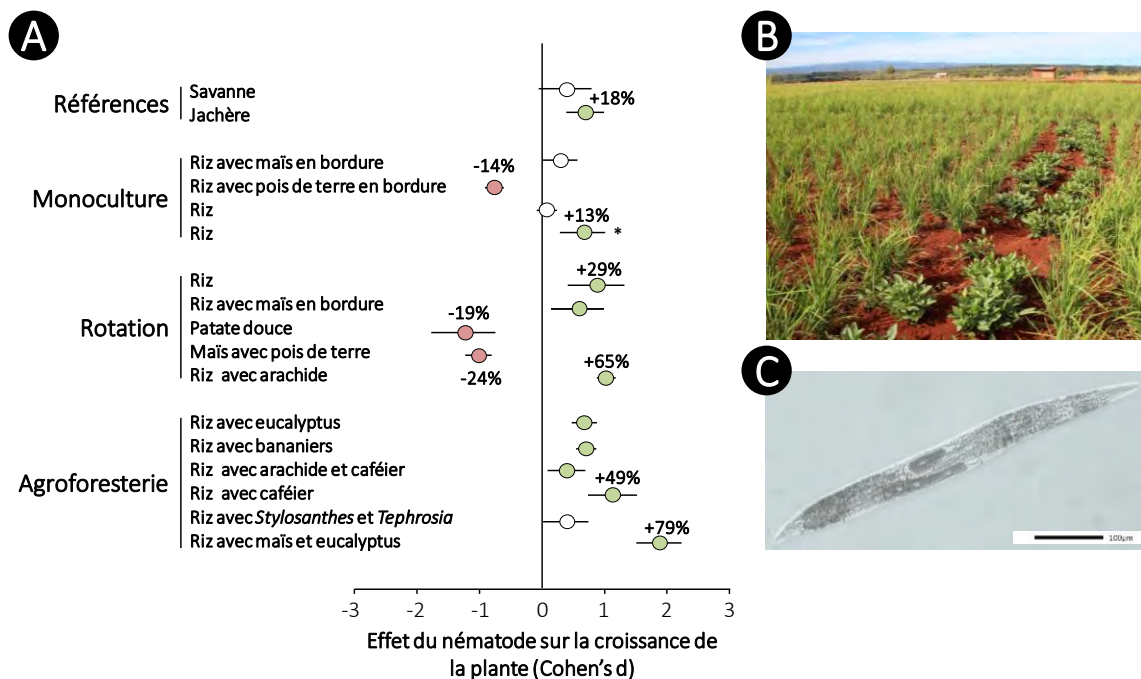 A
Références
Savanne
Jachère
+18%
Monoculture
Riz avec maïs en bordure
-14%
Riz avec pois de terre en bordure
Riz
+13%
Riz
*
Rotation
Riz
+29%
Riz avec maïs en bordure
-19%
Patate douce
Maïs avec pois de terre
-24%
+65%
Riz avec arachide
Agroforesterie
Riz avec eucalyptus
Riz avec bananiers
Riz avec arachide et caféier
+49%
Riz avec caféier
Riz avec Stylosanthes et Tephrosia
+79%
Riz avec maïs et eucalyptus
-3 -2 -1 0 1 2 3
Effet du nématode sur la croissance de
la plante (Cohen’s d)
B
C
100µm